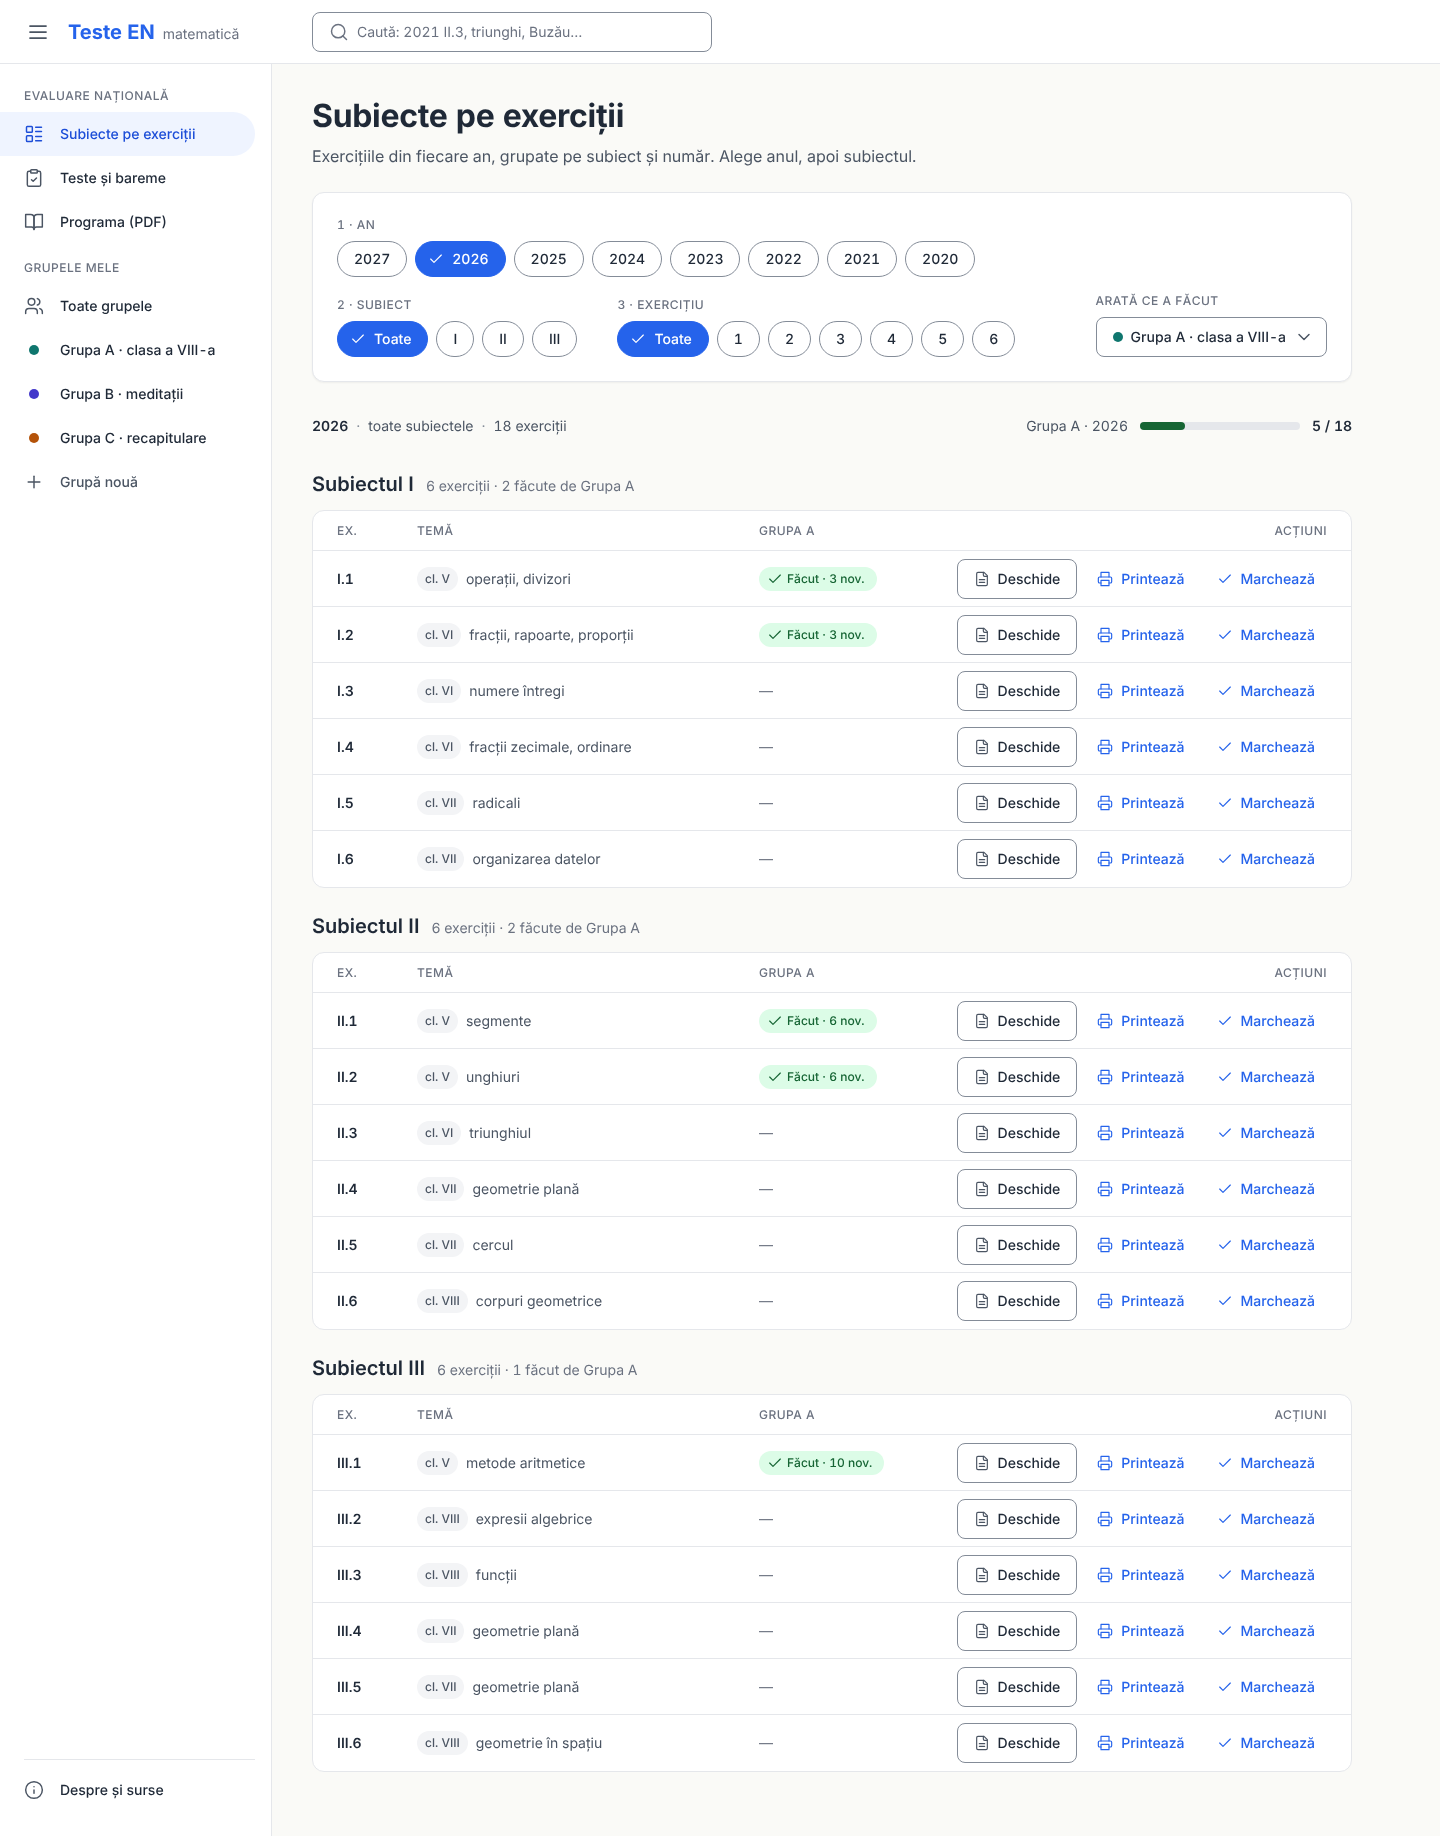 Teste EN matematică
Caută: 2021 II.3, triunghi, Buzău...
EVALUARE NAȚIONALĂ
Subiecte pe exerciții
Teste și bareme
Programa (PDF)
GRUPELE MELE
Toate grupele
Grupa A · clasa a VIII-a
Grupa B · meditații
Grupa C · recapitulare
Grupă nouă
Despre și surse
Subiecte pe exerciții
Exercițiile din fiecare an, grupate pe subiect și număr. Alege anul, apoi subiectul.
1 · AN
2027 2026 2025 2024 2023 2022 2021 2020
2 · SUBIECT
Toate I II III
3 · EXERCIȚIU
Toate 1 2 3 4 5 6
ARATĂ CE A FĂCUT
Grupa A · clasa a VIII-a
2026 · toate subiectele · 18 exerciții
Grupa A · 2026 5 / 18
Subiectul I 6 exerciții · 2 făcute de Grupa A
EX. TEMĂ GRUPA A ACȚIUNI
I.1 cl. V operații, divizori Făcut · 3 nov. Deschide Printează Marchează
I.2 cl. VI fracții, rapoarte, proporții Făcut · 3 nov. Deschide Printează Marchează
I.3 cl. VI numere întregi — Deschide Printează Marchează
I.4 cl. VI fracții zecimale, ordinare — Deschide Printează Marchează
I.5 cl. VII radicali — Deschide Printează Marchează
I.6 cl. VII organizarea datelor — Deschide Printează Marchează
Subiectul II 6 exerciții · 2 făcute de Grupa A
EX. TEMĂ GRUPA A ACȚIUNI
II.1 cl. V segmente Făcut · 6 nov. Deschide Printează Marchează
II.2 cl. V unghiuri Făcut · 6 nov. Deschide Printează Marchează
II.3 cl. VI triunghiul — Deschide Printează Marchează
II.4 cl. VII geometrie plană — Deschide Printează Marchează
II.5 cl. VII cercul — Deschide Printează Marchează
II.6 cl. VIII corpuri geometrice — Deschide Printează Marchează
Subiectul III 6 exerciții · 1 făcut de Grupa A
EX. TEMĂ GRUPA A ACȚIUNI
III.1 cl. V metode aritmetice Făcut · 10 nov. Deschide Printează Marchează
III.2 cl. VIII expresii algebrice — Deschide Printează Marchează
III.3 cl. VIII funcții — Deschide Printează Marchează
III.4 cl. VII geometrie plană — Deschide Printează Marchează
III.5 cl. VII geometrie plană — Deschide Printează Marchează
III.6 cl. VIII geometrie în spațiu — Deschide Printează Marchează